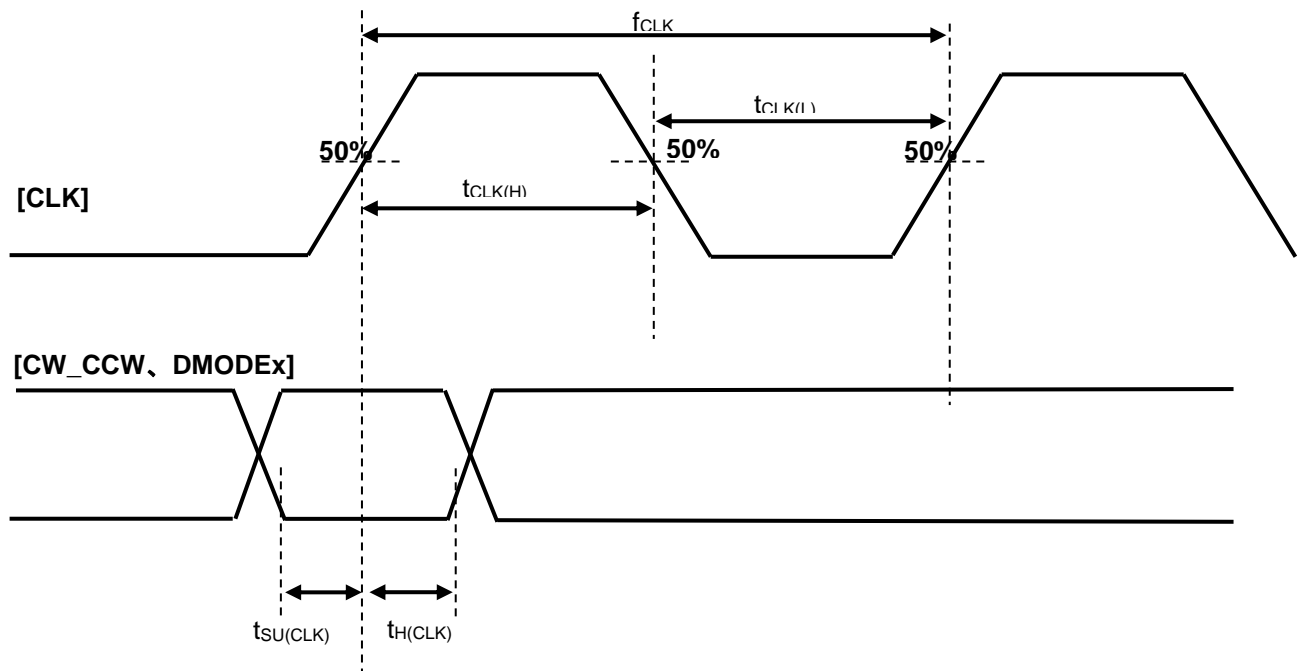 fCLK
tCLK(L)
50%
50%
50%
tCLK(H)
[CLK]
[CW_CCW、DMODEx]
tSU(CLK)
tH(CLK)